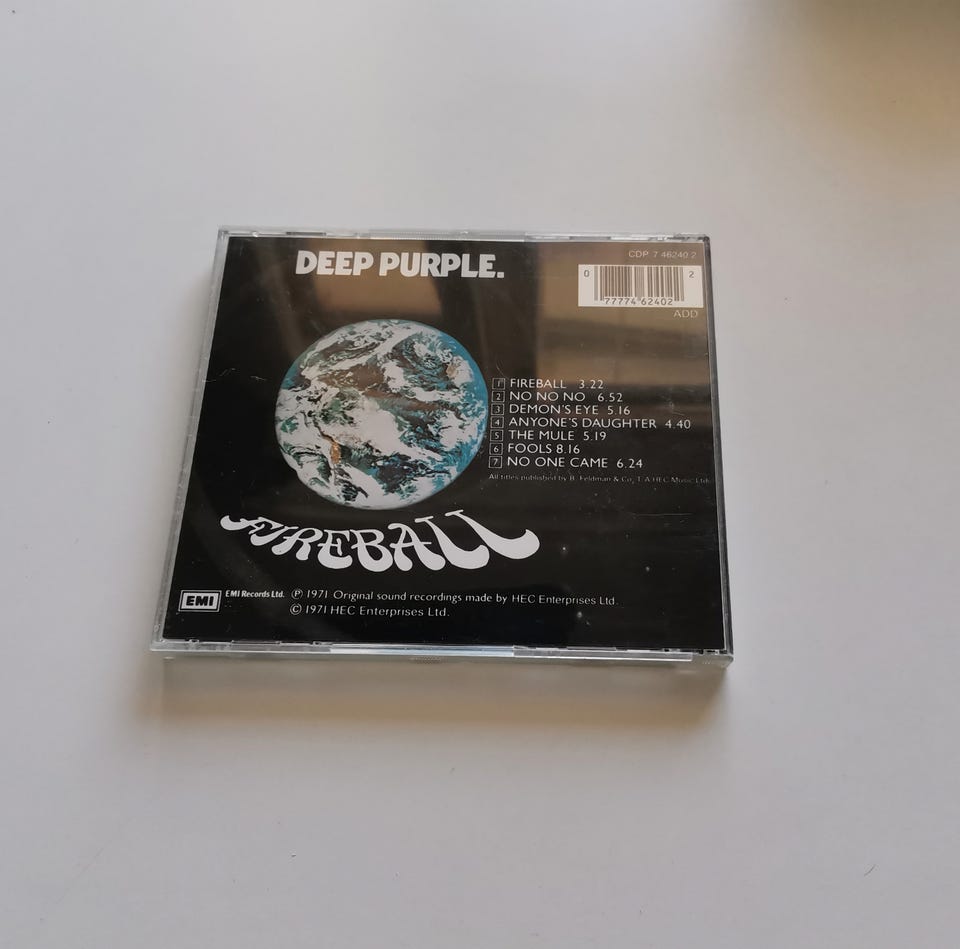 DEEP PURPLE.
CDP 7 46240 2
0 77774 62402 2
ADD
1 FIREBALL 3.22
2 NO NO NO 6.52
3 DEMON'S EYE 5.16
4 ANYONE'S DAUGHTER 4.40
5 THE MULE 5.19
6 FOOLS 8.16
7 NO ONE CAME 6.24
All titles published by B. Feldman & Co, T.A HEC Music Ltd.
FIREBALL
EMI EMI Records Ltd. Ⓟ 1971 Original sound recordings made by HEC Enterprises Ltd.
© 1971 HEC Enterprises Ltd.